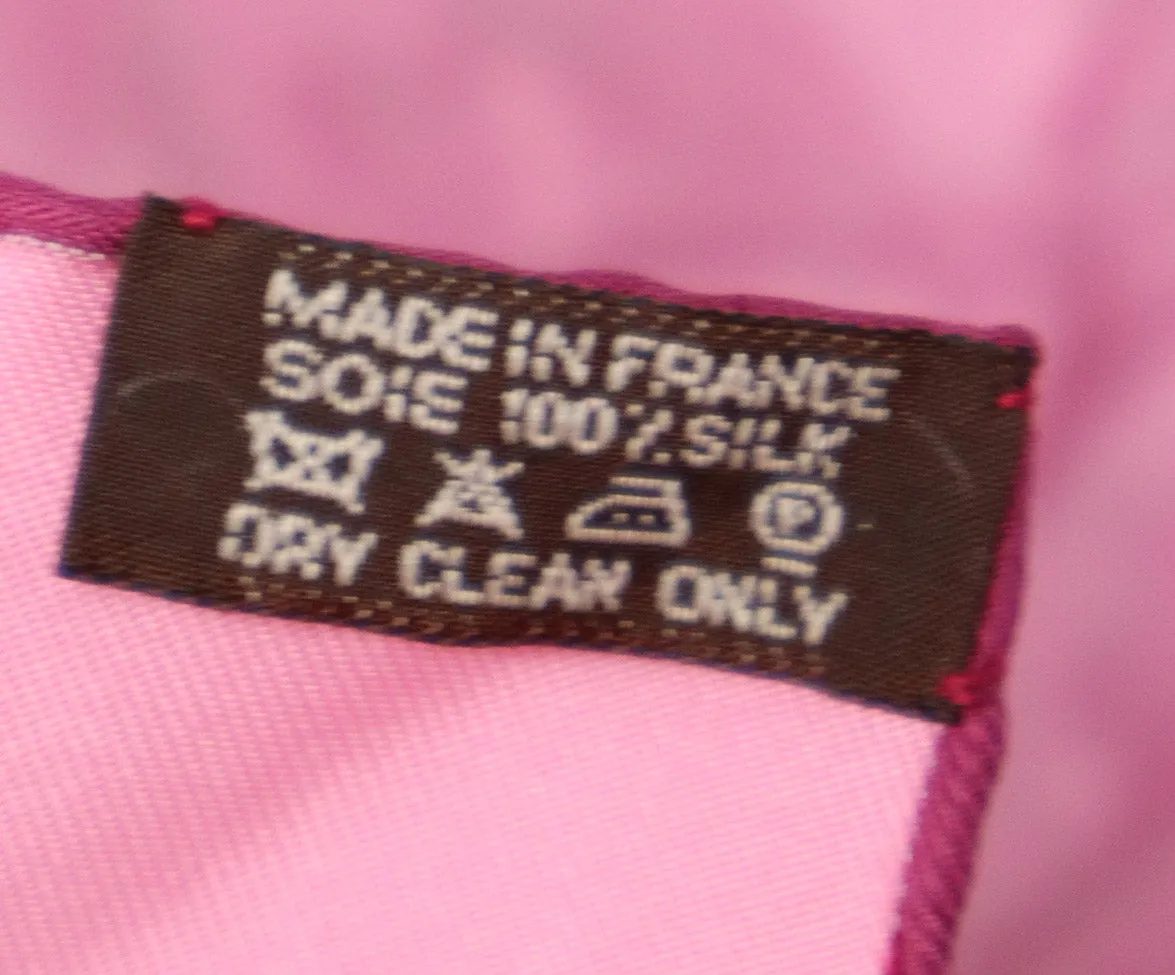 MADE IN FRANCE
SOIE 100% SILK
P
DRY CLEAN ONLY